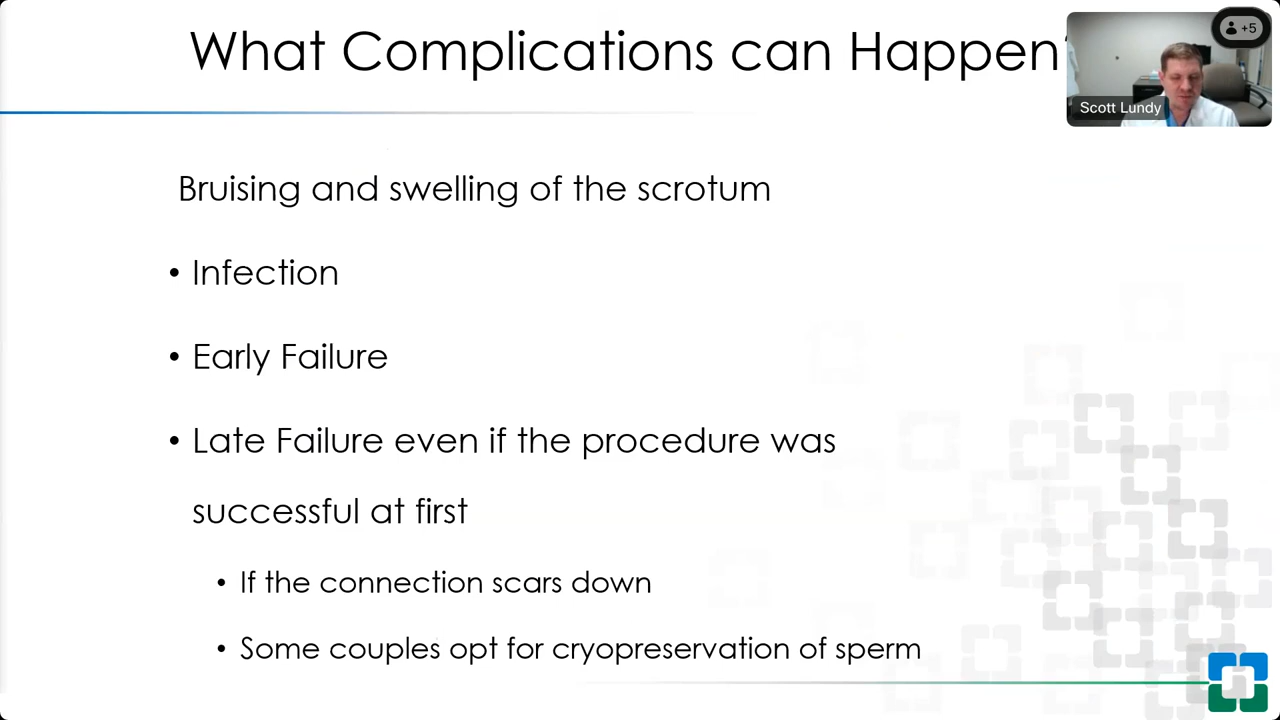 What Complications can Happen
+5
Scott Lundy
Bruising and swelling of the scrotum
• Infection
• Early Failure
• Late Failure even if the procedure was
successful at first
• If the connection scars down
• Some couples opt for cryopreservation of sperm